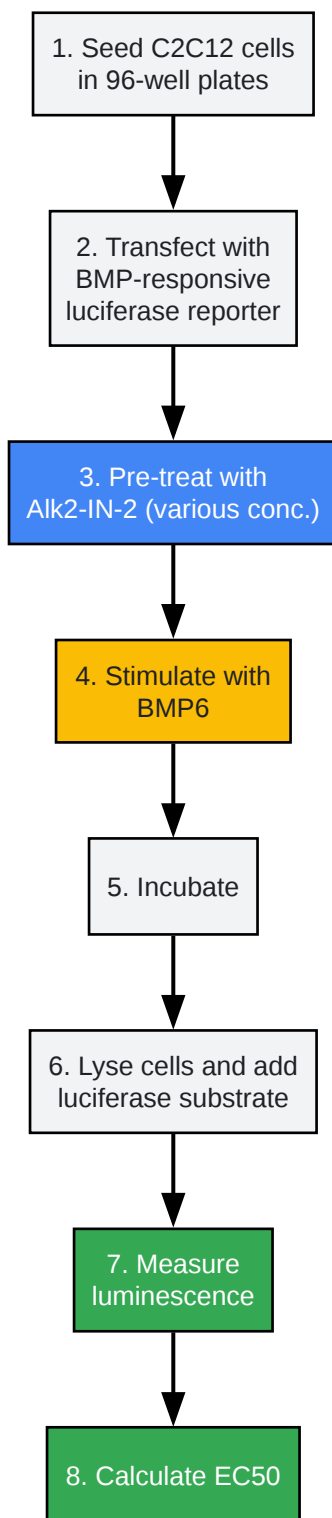 1. Seed C2C12 cells
in 96-well plates
2. Transfect with
BMP-responsive
luciferase reporter
3. Pre-treat with
Alk2-IN-2 (various conc.)
4. Stimulate with
BMP6
5. Incubate
6. Lyse cells and add
luciferase substrate
7. Measure
luminescence
8. Calculate EC50